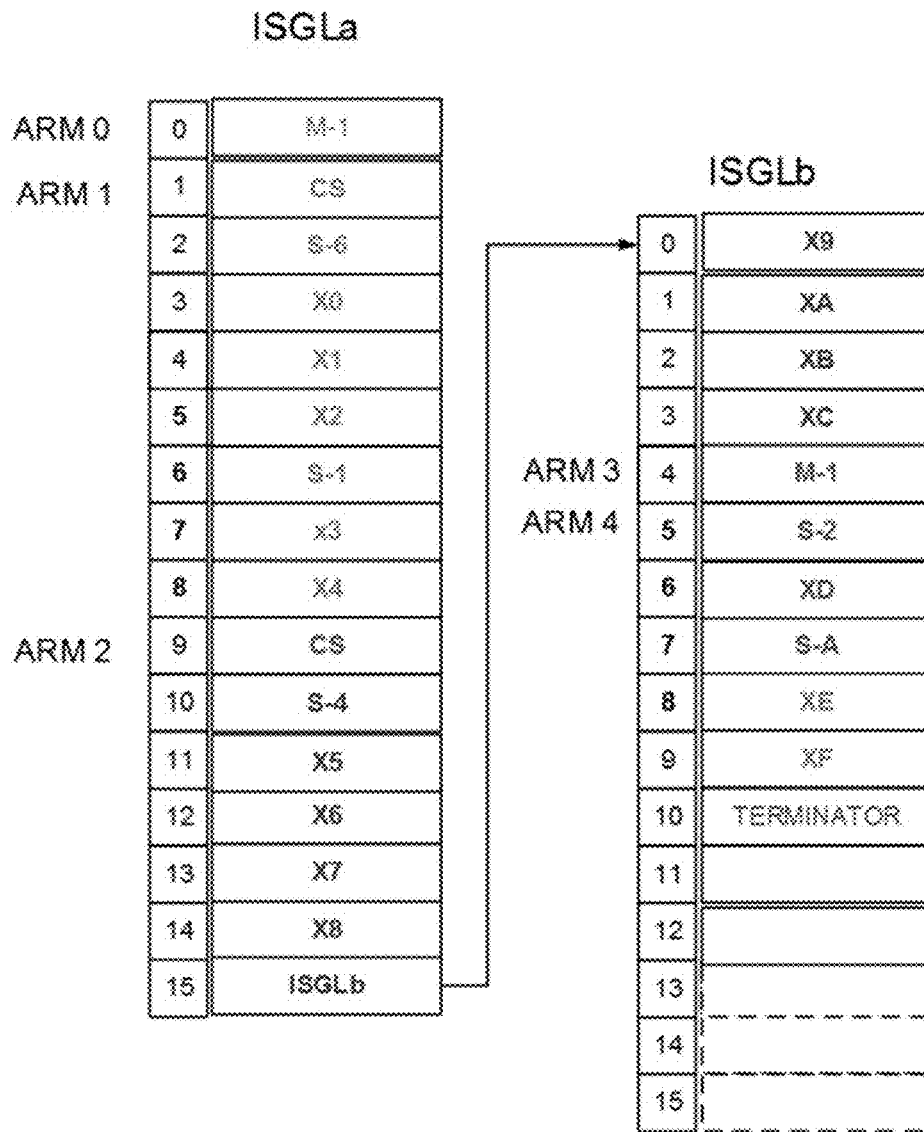 ISGLa
ARM 0 0 M-1
ARM 1 1 CS
2 S-6
3 X0
4 X1
5 X2
6 S-1
7 x3
8 X4
ARM 2 9 CS
10 S-4
11 X5
12 X6
13 X7
14 X8
15 ISGLb
ISGLb
0 X9
1 XA
2 XB
3 XC
ARM 3 4 M-1
ARM 4 5 S-2
6 XD
7 S-A
8 XE
9 XF
10 TERMINATOR
11
12
13
14
15